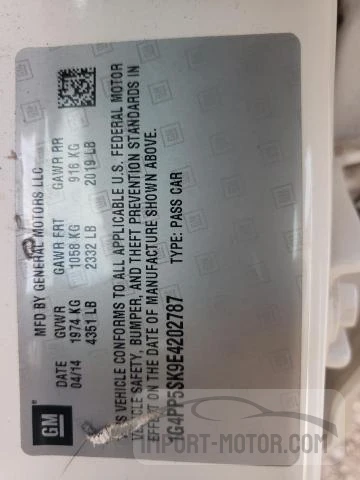 GM
MFD BY GENERAL MOTORS LLC
DATE GVWR GAWR FRT GAWR RR
04/14 1974 KG 1058 KG 916 KG
4351 LB 2332 LB 2019 LB
THIS VEHICLE CONFORMS TO ALL APPLICABLE U.S. FEDERAL MOTOR
VEHICLE SAFETY, BUMPER, AND THEFT PREVENTION STANDARDS IN
EFFECT ON THE DATE OF MANUFACTURE SHOWN ABOVE.
1G4PP5SK9E4202787 TYPE: PASS CAR
IMPORT-MOTOR.COM